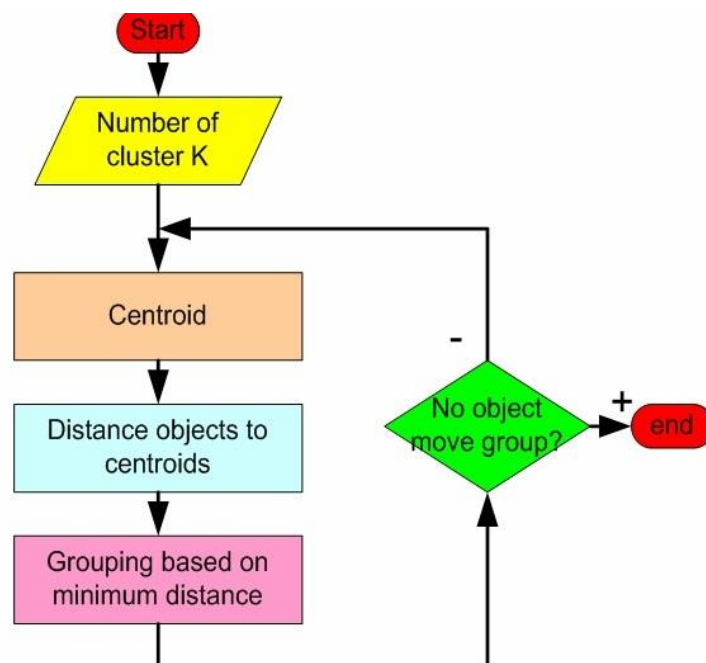 Start
Number of
cluster K
Centroid
Distance objects to
centroids
Grouping based on
minimum distance
-
No object
move group?
+
end